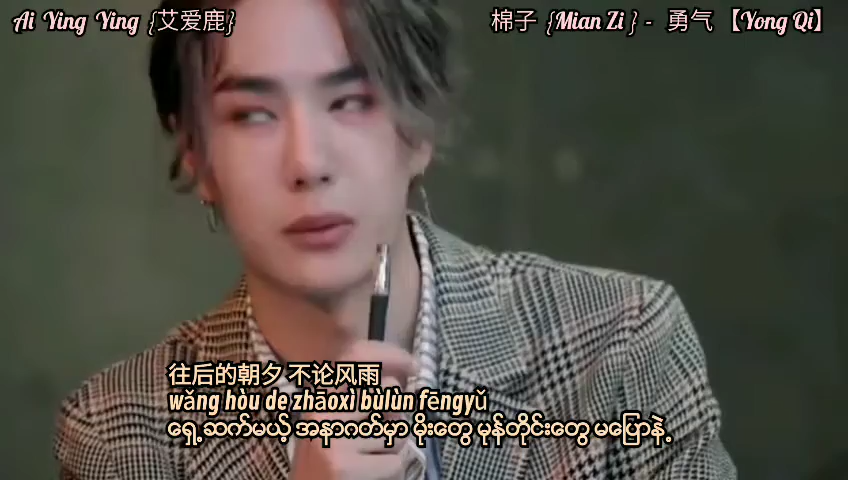 Ai Ying Ying {艾爱鹿}
棉子 {Mian Zi } - 勇气 【Yong Qi】
往后的朝夕 不论风雨
wǎng hòu de zhāoxì bùlùn fēngyǔ
ရှေ့ဆက်မယ့် အနာဂတ်မှာ မိုးတွေ မုန်တိုင်းတွေ မပြောနဲ့